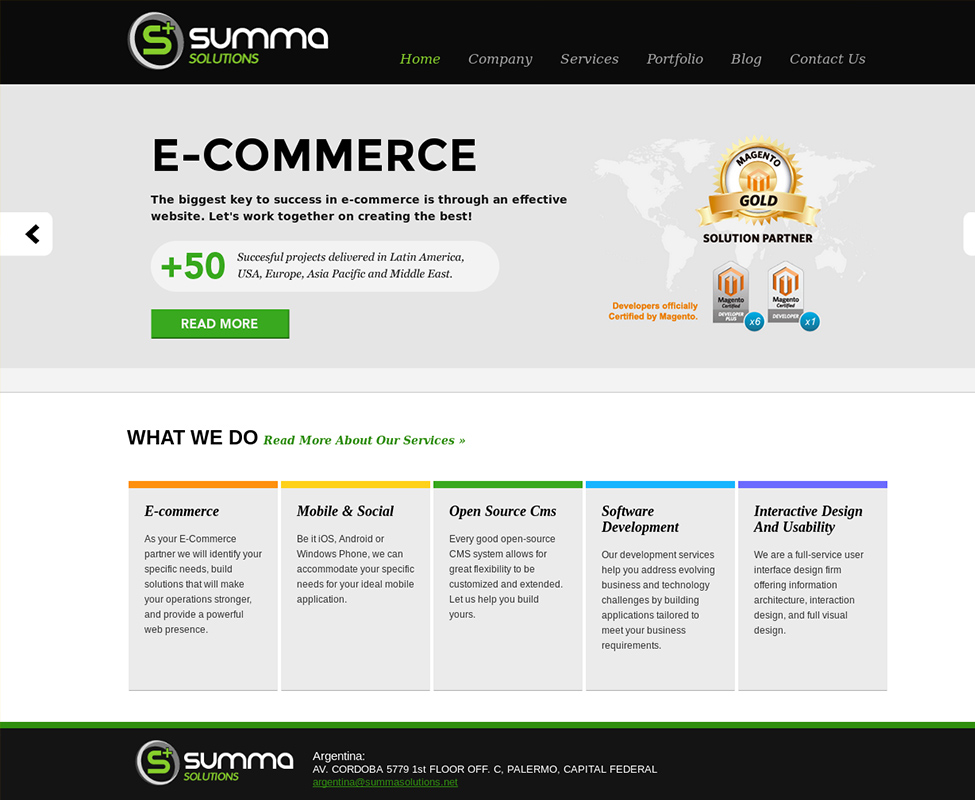 summa
SOLUTIONS
Home Company Services Portfolio Blog Contact Us
E-COMMERCE
The biggest key to success in e-commerce is through an effective
website. Let's work together on creating the best!
+50
Succesful projects delivered in Latin America,
USA, Europe, Asia Pacific and Middle East.
READ MORE
MAGENTO
GOLD
SOLUTION PARTNER
Developers officially
Certified by Magento.
Magento
Certified
DEVELOPER
PLUS
x6
Magento
Certified
DEVELOPER
x1
WHAT WE DO Read More About Our Services »
E-commerce
As your E-Commerce
partner we will identify your
specific needs, build
solutions that will make
your operations stronger,
and provide a powerful
web presence.
Mobile & Social
Be it iOS, Android or
Windows Phone, we can
accommodate your specific
needs for your ideal mobile
application.
Open Source Cms
Every good open-source
CMS system allows for
great flexibility to be
customized and extended.
Let us help you build
yours.
Software
Development
Our development services
help you address evolving
business and technology
challenges by building
applications tailored to
meet your business
requirements.
Interactive Design
And Usability
We are a full-service user
interface design firm
offering information
architecture, interaction
design, and full visual
design.
summa
SOLUTIONS
Argentina:
AV. CORDOBA 5779 1st FLOOR OFF. C, PALERMO, CAPITAL FEDERAL
argentina@summasolutions.net